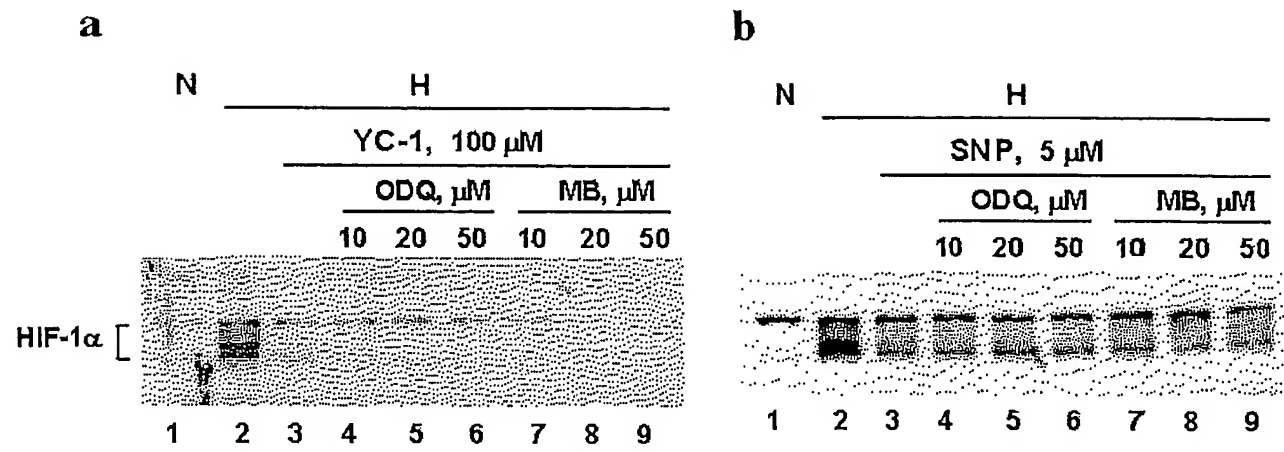 a
N H
YC-1, 100 μM
ODQ, μM MB, μM
10 20 50 10 20 50
HIF-1α [
1 2 3 4 5 6 7 8 9
b
N H
SNP, 5 μM
ODQ, μM MB, μM
10 20 50 10 20 50
1 2 3 4 5 6 7 8 9